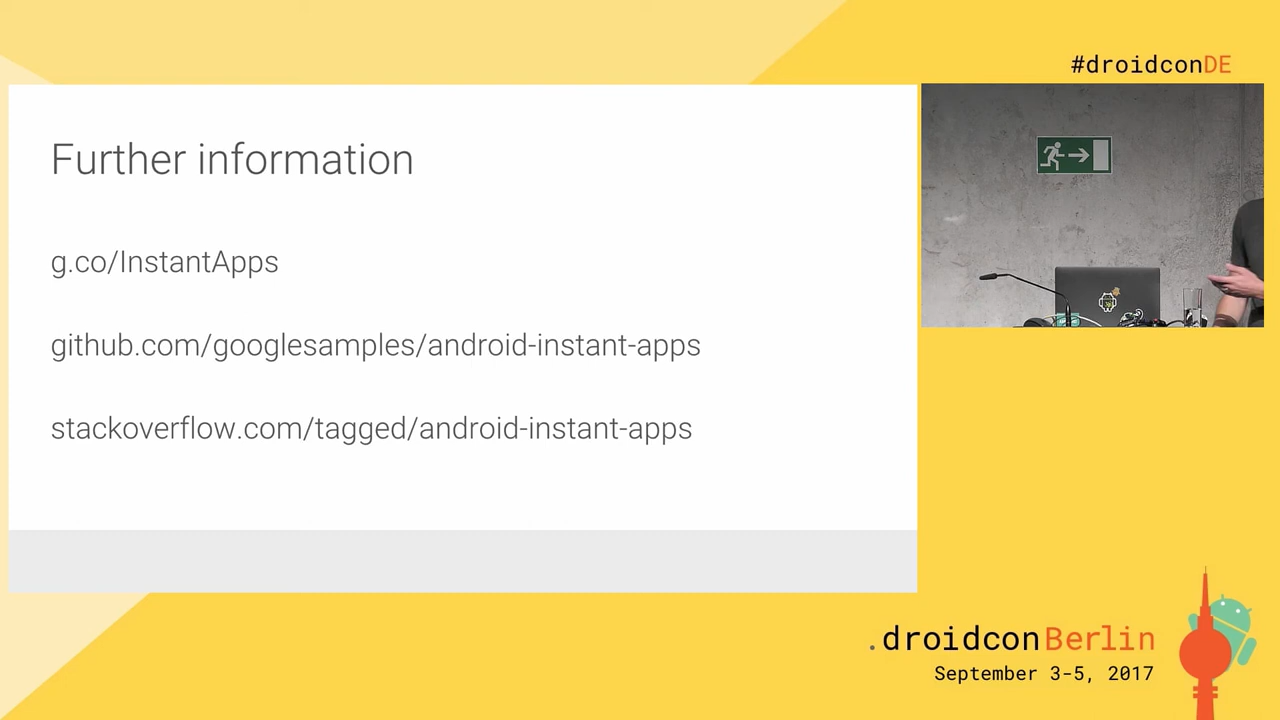 #droidconDE
Further information
g.co/InstantApps
github.com/googlesamples/android-instant-apps
stackoverflow.com/tagged/android-instant-apps
.droidconBerlin
September 3-5, 2017